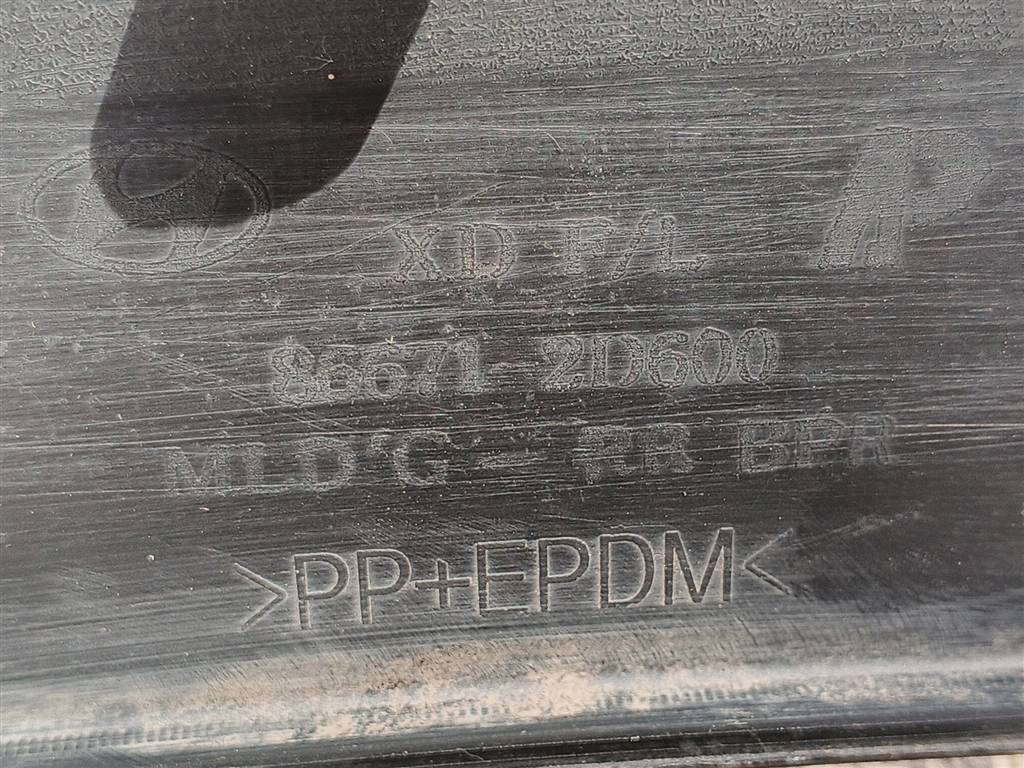 XD F/L
86671-2D600
MLD'G - RR BPR
>PP+EPDM<